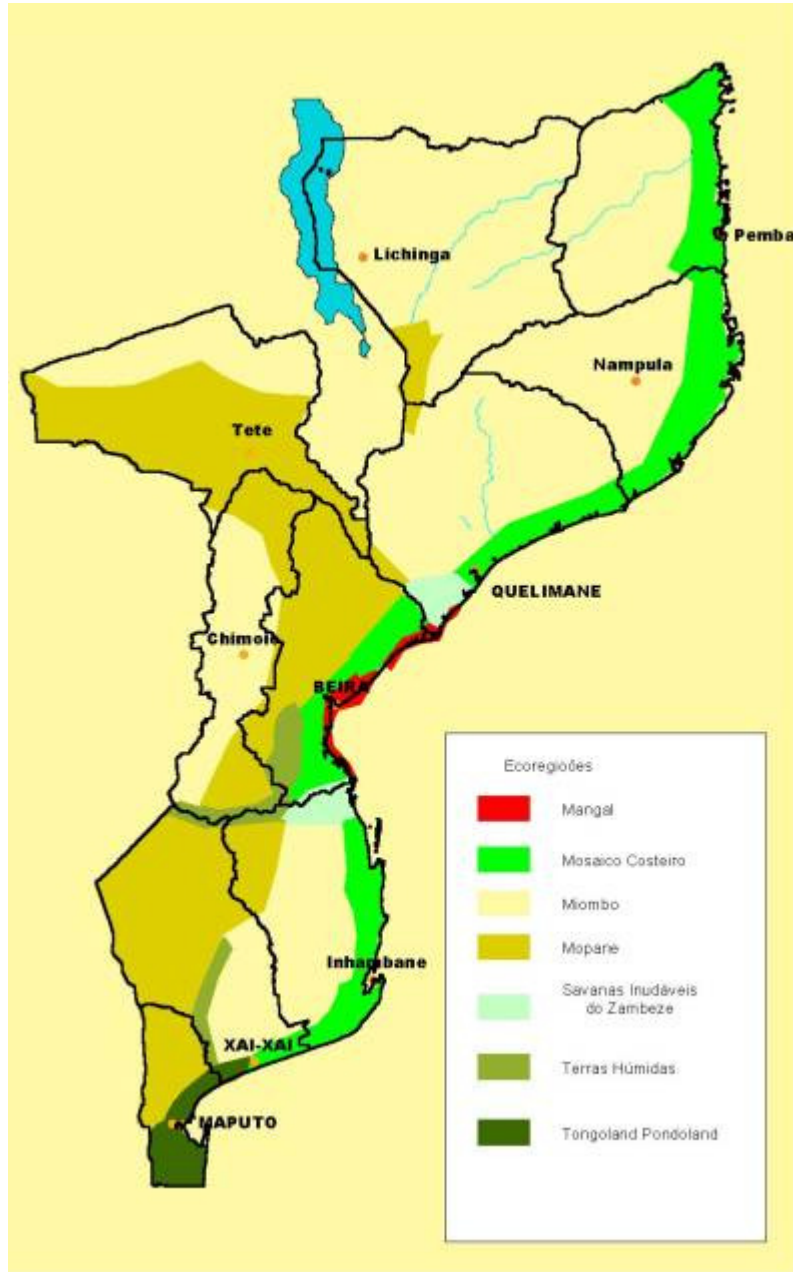 Pemba
Lichinga
Nampula
Tete
QUELIMANE
Chimoio
BEIRA
Inhambane
XAI-XAI
MAPUTO
Ecoregioões
Mangal
Mosaico Costeiro
Miombo
Mopane
Savanas Inudáveis
do Zambeze
Terras Húmidas
Tongoland Pondoland